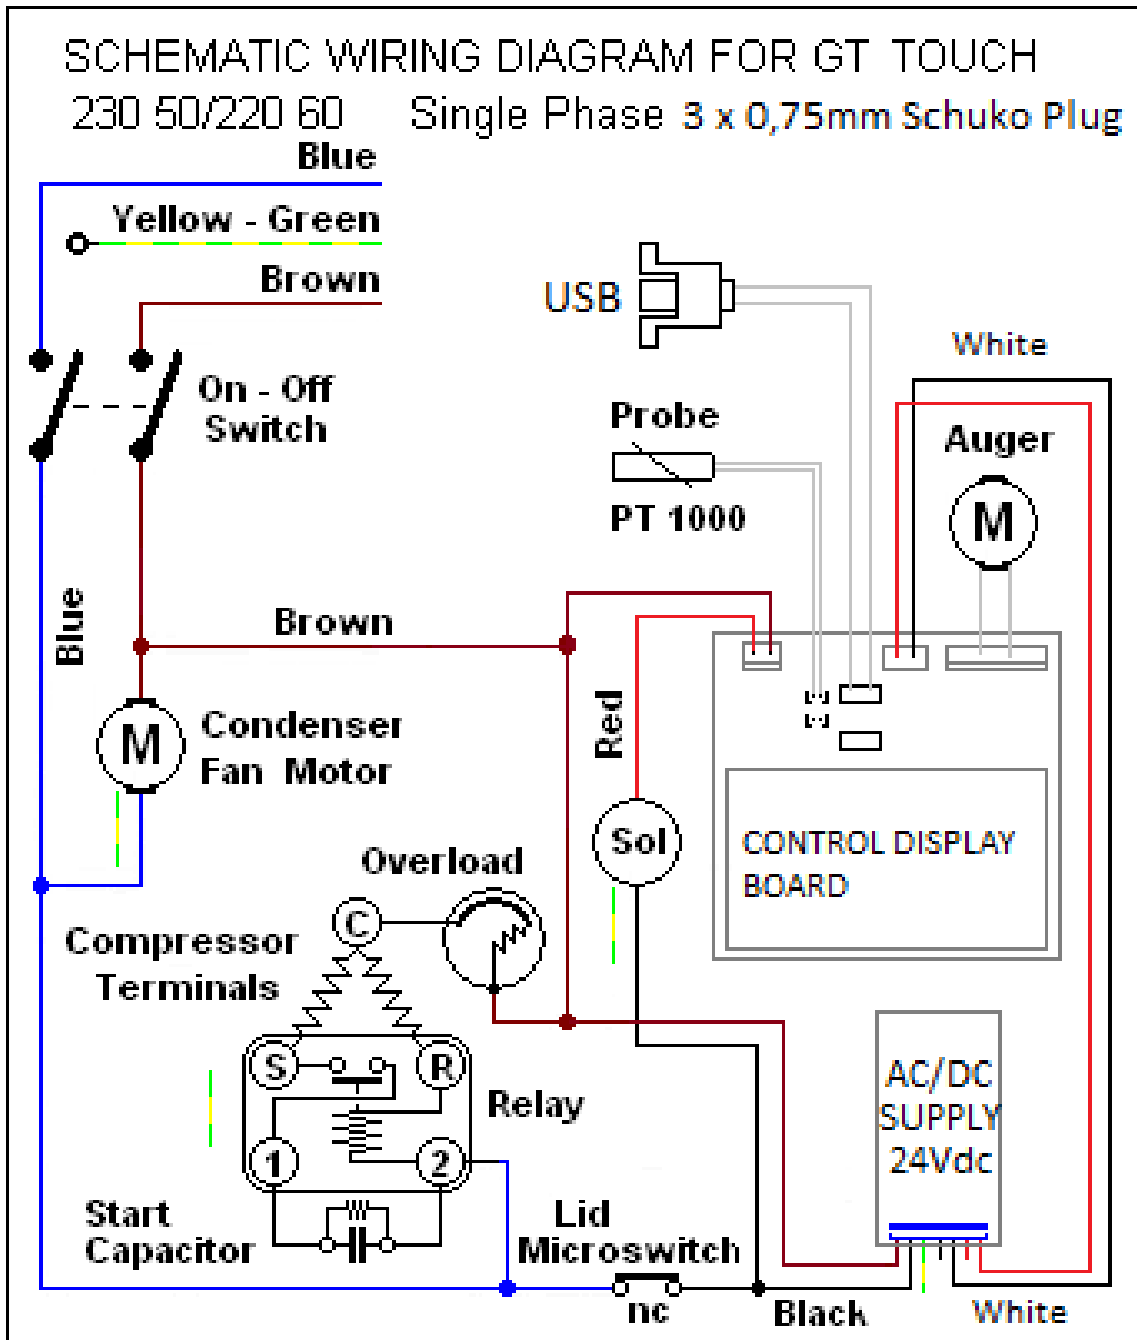 SCHEMATIC WIRING DIAGRAM FOR GT TOUCH
230 50/220 60 Single Phase 3 x 0,75mm Schuko Plug
Blue
Yellow - Green
Brown
USB
White
On - Off
Switch
Probe
PT 1000
Auger
M
Blue
Brown
Red
M
Condenser
Fan Motor
Sol
CONTROL DISPLAY
BOARD
Overload
C
Compressor
Terminals
S
R
Relay
AC/DC
SUPPLY
24Vdc
1
2
Start
Capacitor
Lid
Microswitch
nc
Black
White